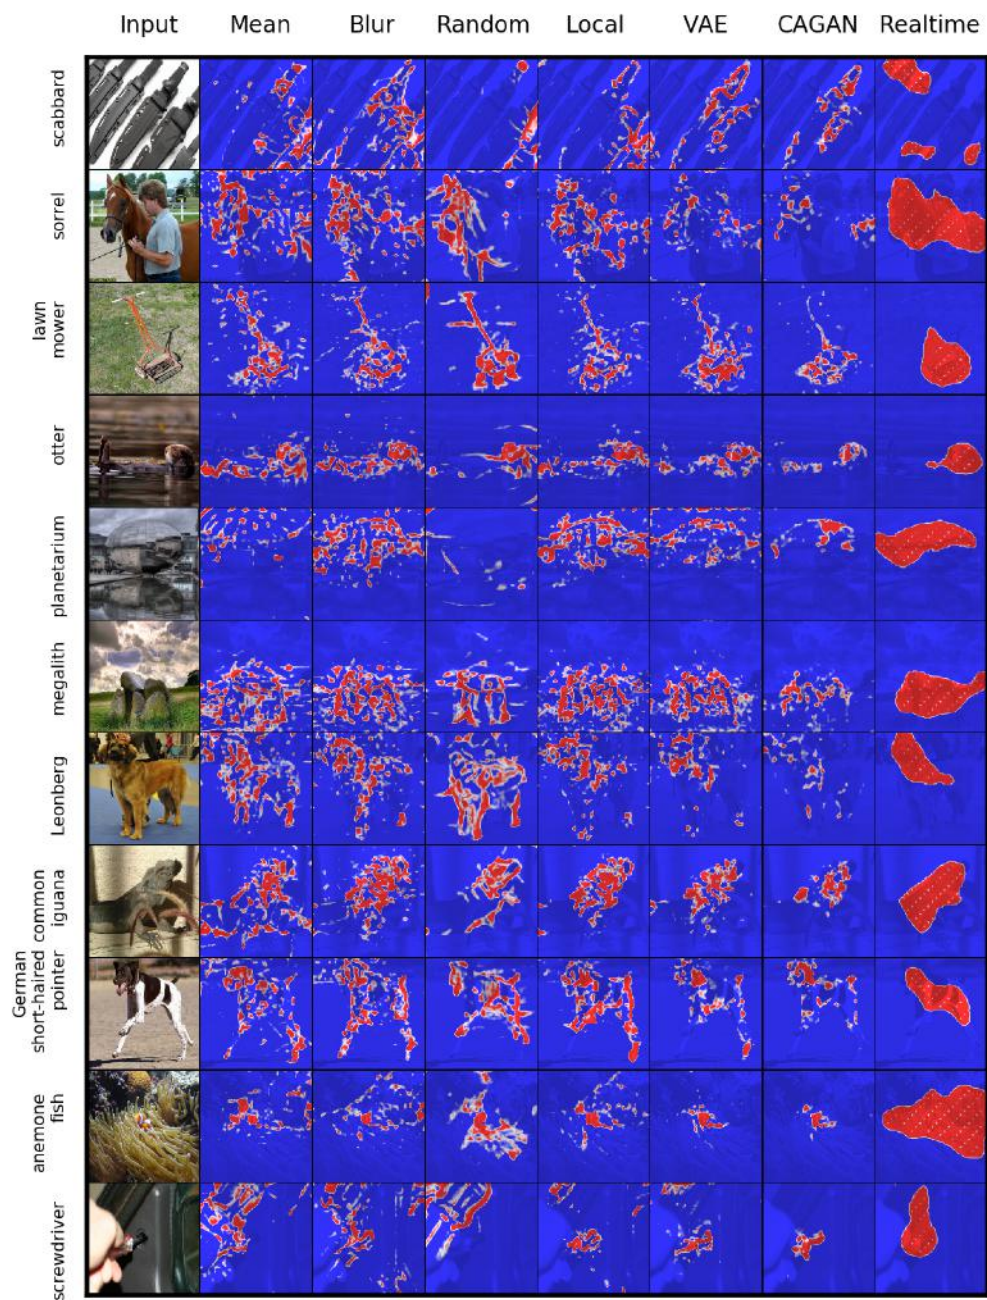 Input Mean Blur Random Local VAE CAGAN Realtime
scabbard
sorrel
lawn
mower
otter
planetarium
megalith
Leonberg
common
iguana
German
short-haired
pointer
anemone
fish
screwdriver